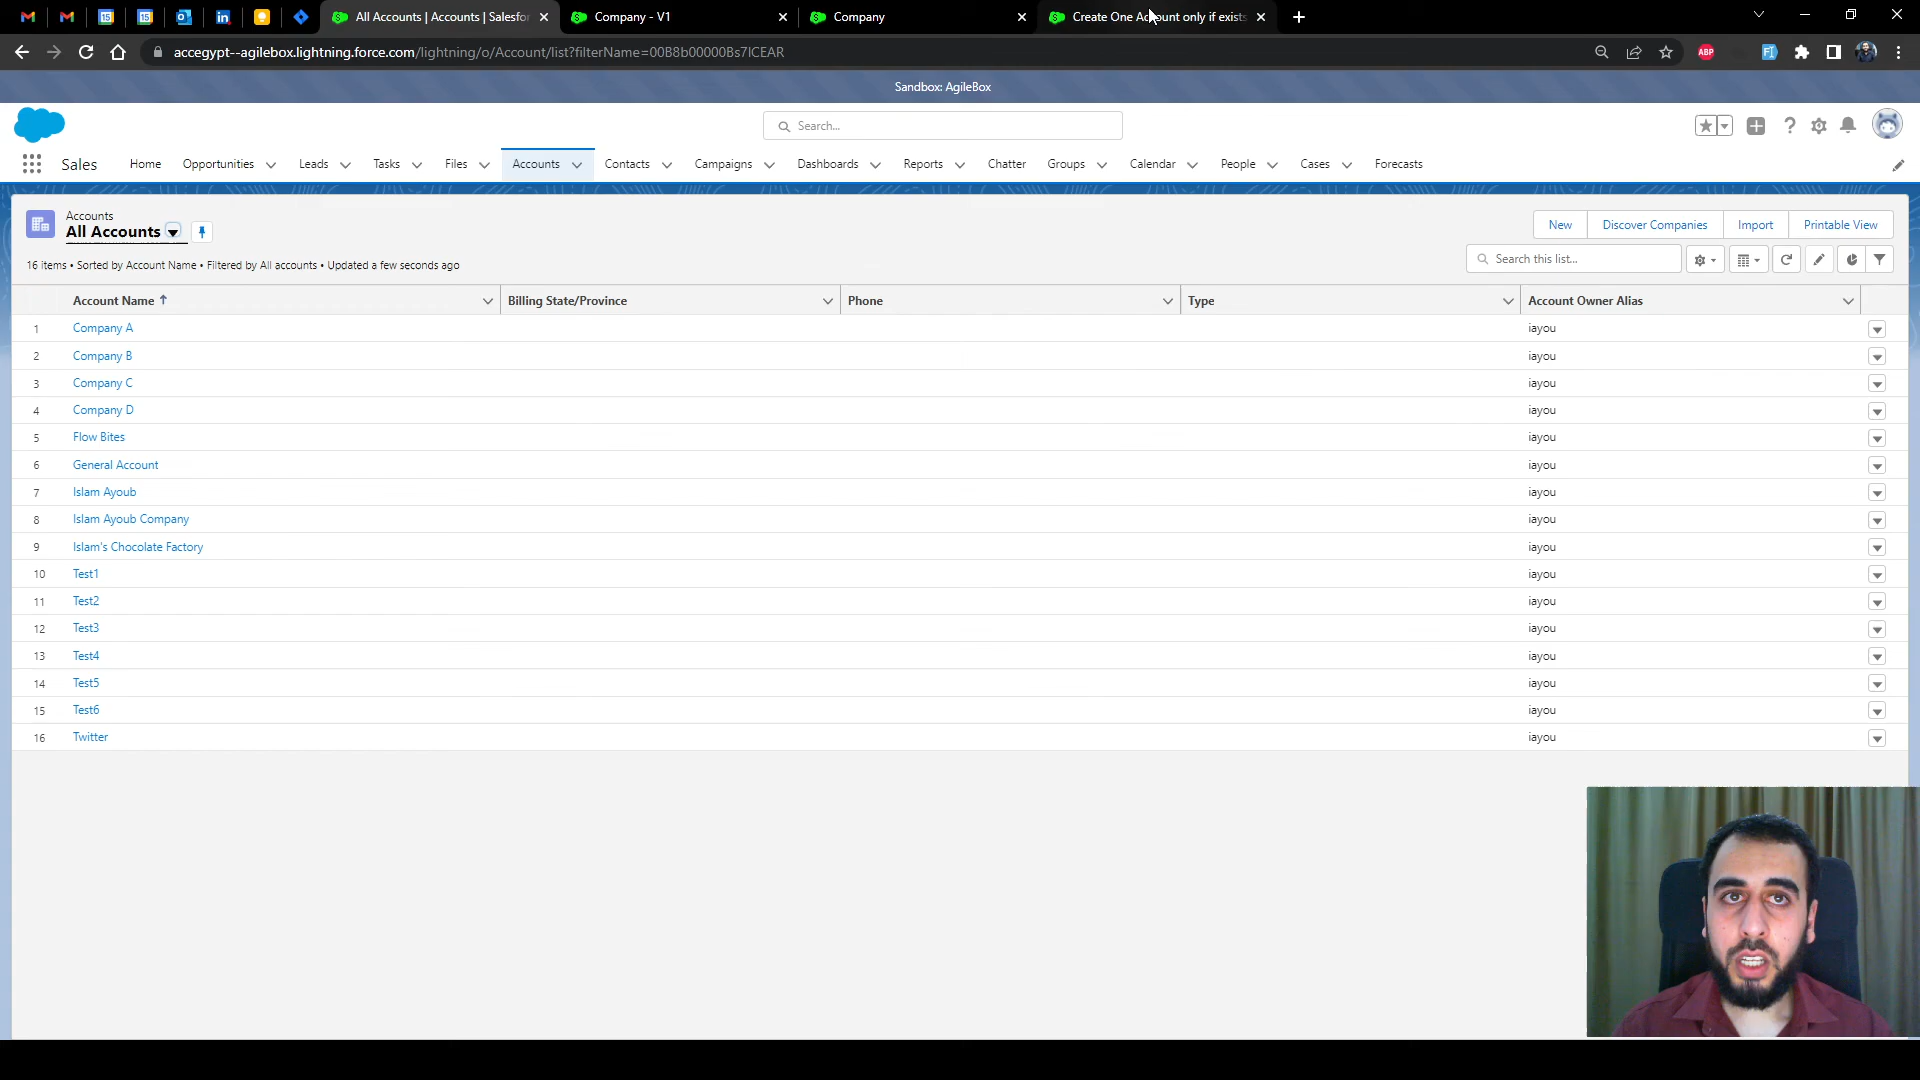 All Accounts | Accounts | Salesfor
Company - V1
Company
Create One Account only if exists
accegypt--agilebox.lightning.force.com/lightning/o/Account/list?filterName=00B8b00000Bs7ICEAR
ABP
Sandbox: AgileBox
Search...
Sales
Home
Opportunities
Leads
Tasks
Files
Accounts
Contacts
Campaigns
Dashboards
Reports
Chatter
Groups
Calendar
People
Cases
Forecasts
Accounts
All Accounts
New
Discover Companies
Import
Printable View
16 items • Sorted by Account Name • Filtered by All accounts • Updated a few seconds ago
Search this list...
Account Name Billing State/Province Phone Type Account Owner Alias
1 Company A iayou
2 Company B iayou
3 Company C iayou
4 Company D iayou
5 Flow Bites iayou
6 General Account iayou
7 Islam Ayoub iayou
8 Islam Ayoub Company iayou
9 Islam's Chocolate Factory iayou
10 Test1 iayou
11 Test2 iayou
12 Test3 iayou
13 Test4 iayou
14 Test5 iayou
15 Test6 iayou
16 Twitter iayou